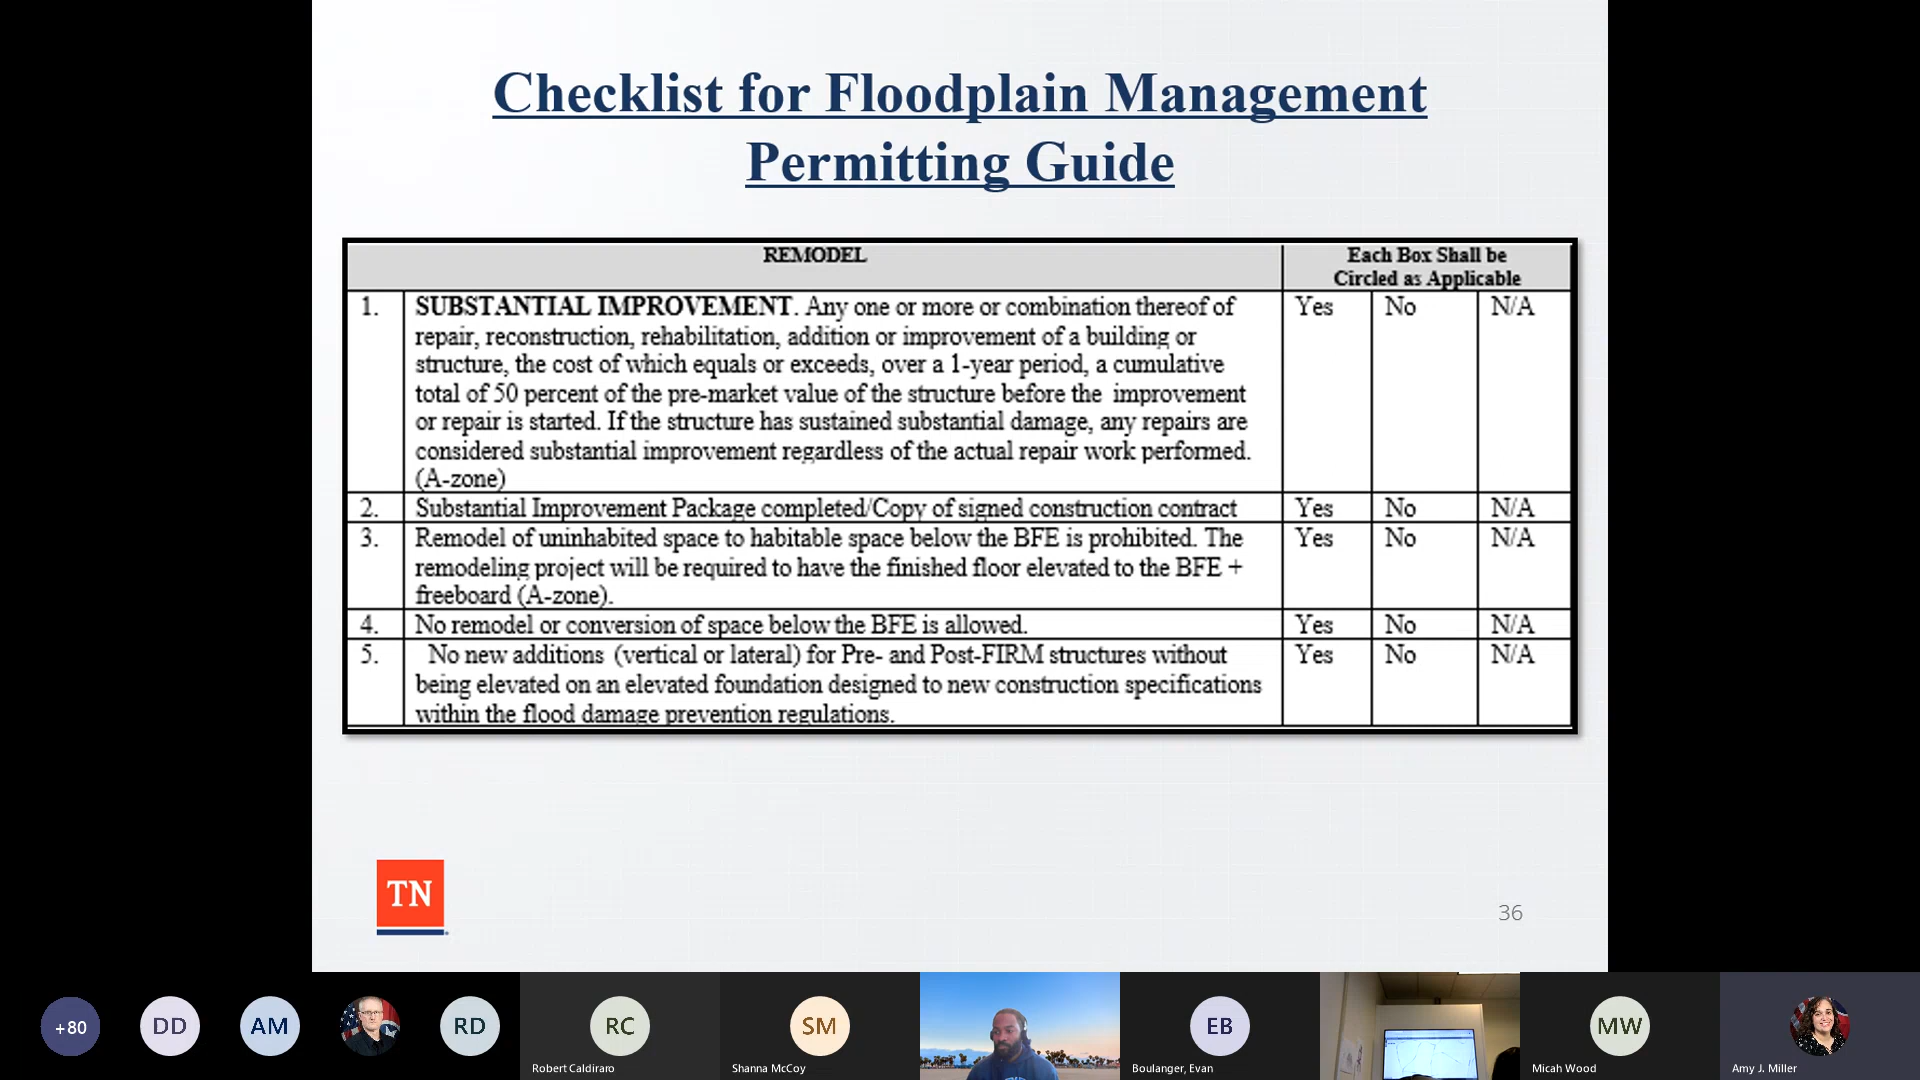 Checklist for Floodplain Management
Permitting Guide
REMODEL
Each Box Shall be
Circled as Applicable
1.
SUBSTANTIAL IMPROVEMENT. Any one or more or combination thereof of
repair, reconstruction, rehabilitation, addition or improvement of a building or
structure, the cost of which equals or exceeds, over a 1-year period, a cumulative
total of 50 percent of the pre-market value of the structure before the improvement
or repair is started. If the structure has sustained substantial damage, any repairs are
considered substantial improvement regardless of the actual repair work performed.
(A-zone)
Yes
No
N/A
2.
Substantial Improvement Package completed/Copy of signed construction contract
Yes
No
N/A
3.
Remodel of uninhabited space to habitable space below the BFE is prohibited. The
remodeling project will be required to have the finished floor elevated to the BFE +
freeboard (A-zone).
Yes
No
N/A
4.
No remodel or conversion of space below the BFE is allowed.
Yes
No
N/A
5.
No new additions (vertical or lateral) for Pre- and Post-FIRM structures without
being elevated on an elevated foundation designed to new construction specifications
within the flood damage prevention regulations.
Yes
No
N/A
TN
36
+80
DD
AM
RD
RC
Robert Caldiraro
SM
Shanna McCoy
EB
Boulanger, Evan
MW
Micah Wood
Amy J. Miller